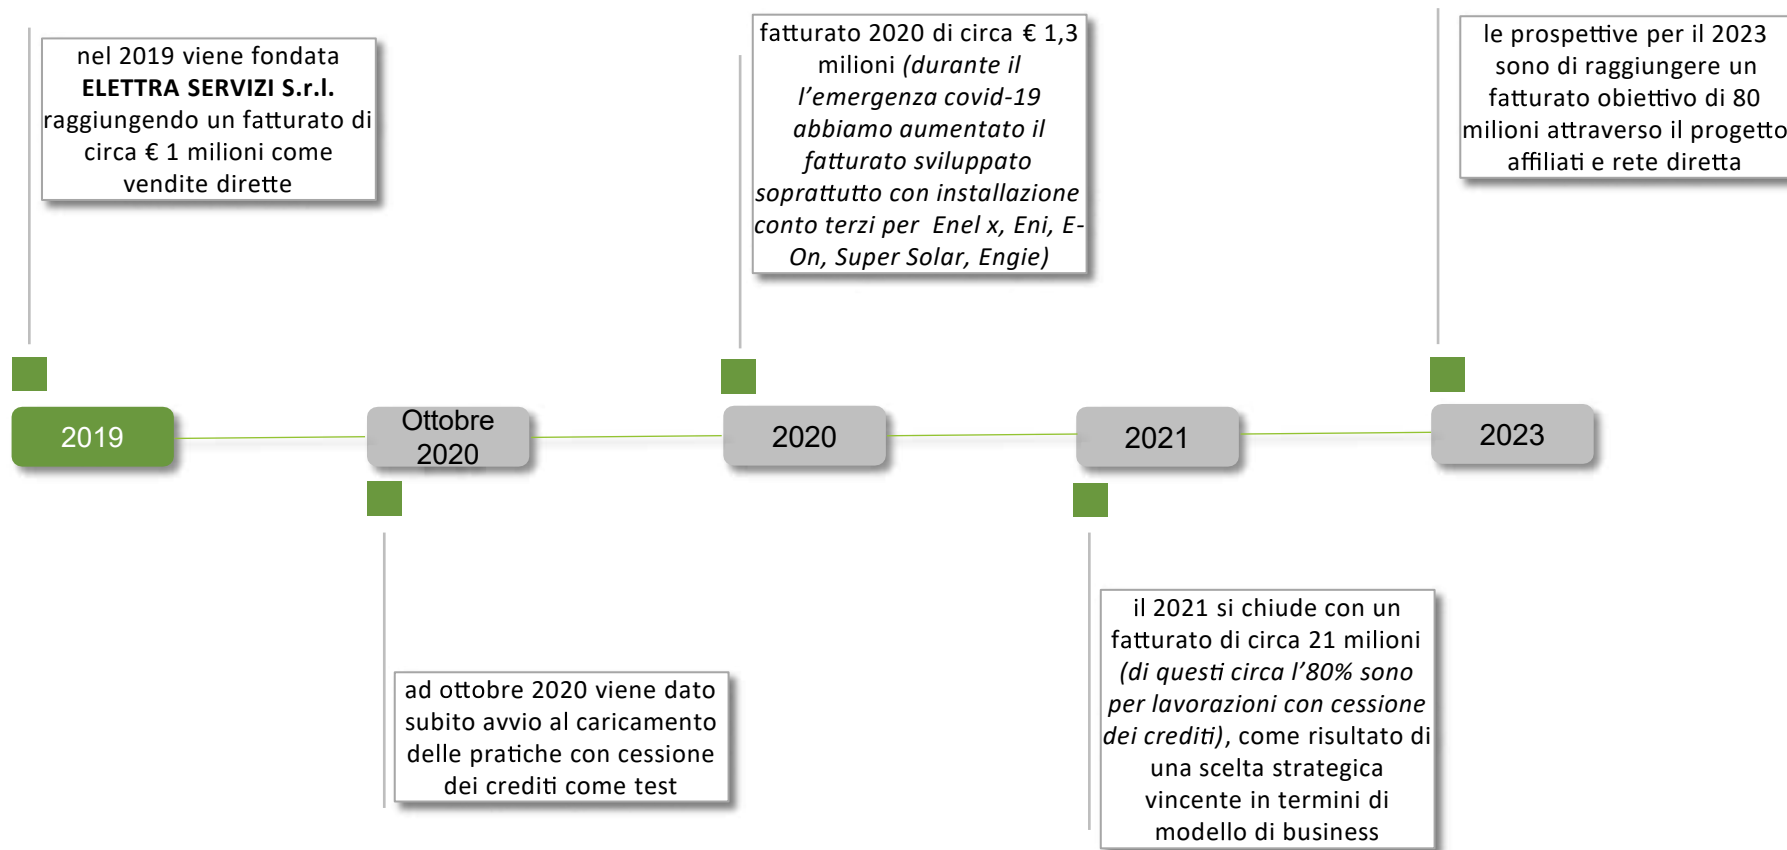 nel 2019 viene fondata
ELETTRA SERVIZI S.r.l.
raggiungendo un fatturato di
circa € 1 milioni come
vendite dirette
fatturato 2020 di circa € 1,3
milioni (durante il
l’emergenza covid-19
abbiamo aumentato il
fatturato sviluppato
soprattutto con installazione
conto terzi per Enel x, Eni, E-
On, Super Solar, Engie)
le prospettive per il 2023
sono di raggiungere un
fatturato obiettivo di 80
milioni attraverso il progetto
affiliati e rete diretta
2019
Ottobre
2020
2020
2021
2023
ad ottobre 2020 viene dato
subito avvio al caricamento
delle pratiche con cessione
dei crediti come test
il 2021 si chiude con un
fatturato di circa 21 milioni
(di questi circa l’80% sono
per lavorazioni con cessione
dei crediti), come risultato di
una scelta strategica
vincente in termini di
modello di business